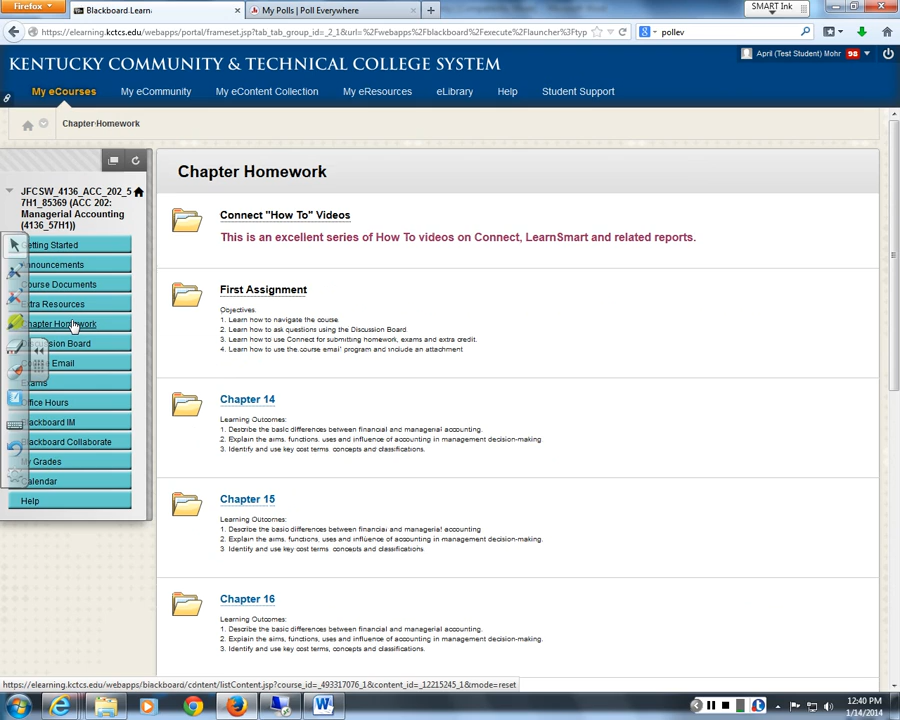 Firefox
Blackboard Learn
My Polls | Poll Everywhere
SMART Ink
https://elearning.kctcs.edu/webapps/portal/frameset.jsp?tab_tab_group_id=_2_1&url=%2Fwebapps%2Fblackboard%2Fexecute%2Flauncher%3Ftyp
pollev
KENTUCKY COMMUNITY & TECHNICAL COLLEGE SYSTEM
April (Test Student) Mohr 98
My eCourses My eCommunity My eContent Collection My eResources eLibrary Help Student Support
Chapter Homework
JFCSW_4136_ACC_202_5
7H1_85369 (ACC 202:
Managerial Accounting
(4136_57H1))
Getting Started
Announcements
Course Documents
Extra Resources
Chapter Homework
Discussion Board
Email
Exams
Office Hours
Blackboard IM
Blackboard Collaborate
My Grades
Calendar
Help
Chapter Homework
Connect "How To" Videos
This is an excellent series of How To videos on Connect, LearnSmart and related reports.
First Assignment
Objectives.
1. Learn how to navigate the course
2. Learn how to ask questions using the Discussion Board
3. Learn how to use Connect for submitting homework, exams and extra credit.
4. Learn how to use the course email program and include an attachment
Chapter 14
Learning Outcomes:
1. Describe the basic differences between financial and managerial accounting.
2. Explain the aims, functions, uses and influence of accounting in management decision-making
3. Identify and use key cost terms, concepts and classifications.
Chapter 15
Learning Outcomes:
1. Describe the basic differences between financial and managerial accounting
2. Explain the aims, functions, uses and influence of accounting in management decision-making.
3 Identify and use key cost terms concepts and classifications
Chapter 16
Learning Outcomes:
1. Describe the basic differences between financial and managerial accounting.
2. Explain the aims, functions, uses and influence of accounting in management decision-making.
3. Identify and use key cost terms, concepts and classifications.
https://elearning.kctcs.edu/webapps/blackboard/content/listContent.jsp?course_id=_493317076_1&content_id=_12215245_1&mode=reset
12:40 PM
1/14/2014